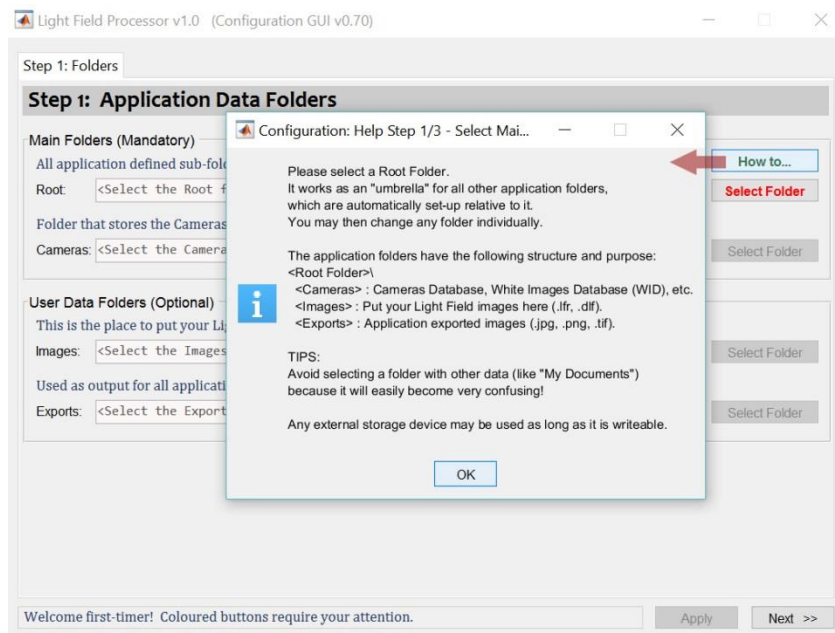 Light Field Processor v1.0 (Configuration GUI v0.70)
Step 1: Folders
Step 1: Application Data Folders
Main Folders (Mandatory)
All application defined sub-fol
How to...
Root:
<Select the Root f
Select Folder
Folder that stores the Cameras
Cameras:
<Select the Camera
Select Folder
User Data Folders (Optional)
This is the place to put your Li
Images:
<Select the Images
Select Folder
Used as output for all applicati
Exports:
<Select the Export
Select Folder
Configuration: Help Step 1/3 - Select Mai...
Please select a Root Folder.
It works as an "umbrella" for all other application folders,
which are automatically set-up relative to it.
You may then change any folder individually.
The application folders have the following structure and purpose:
<Root Folder>\
<Cameras> : Cameras Database, White Images Database (WID), etc.
<Images> : Put your Light Field images here (.lfr, .dlf).
<Exports> : Application exported images (.jpg, .png, .tif).
TIPS:
Avoid selecting a folder with other data (like "My Documents")
because it will easily become very confusing!
Any external storage device may be used as long as it is writeable.
OK
Welcome first-timer! Coloured buttons require your attention.
Apply
Next >>